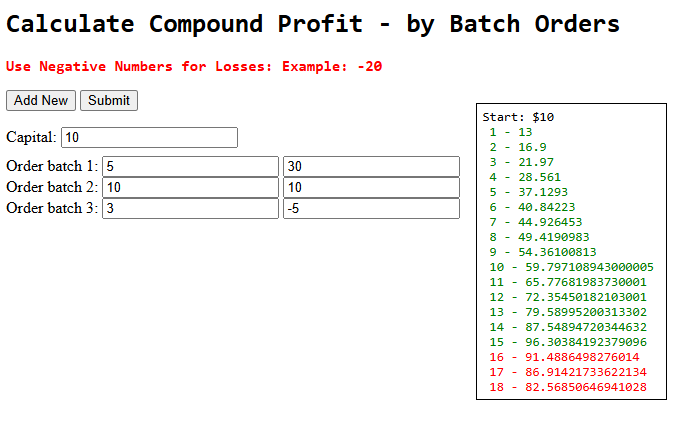 Calculate Compound Profit - by Batch Orders
Use Negative Numbers for Losses: Example: -20
Add New Submit
Capital: 10
Order batch 1: 5 30
Order batch 2: 10 10
Order batch 3: 3 -5
Start: $10
1 - 13
2 - 16.9
3 - 21.97
4 - 28.561
5 - 37.1293
6 - 40.84223
7 - 44.926453
8 - 49.4190983
9 - 54.36100813
10 - 59.797108943000005
11 - 65.77681983730001
12 - 72.35450182103001
13 - 79.58995200313302
14 - 87.54894720344632
15 - 96.30384192379096
16 - 91.4886498276014
17 - 86.91421733622134
18 - 82.56850646941028